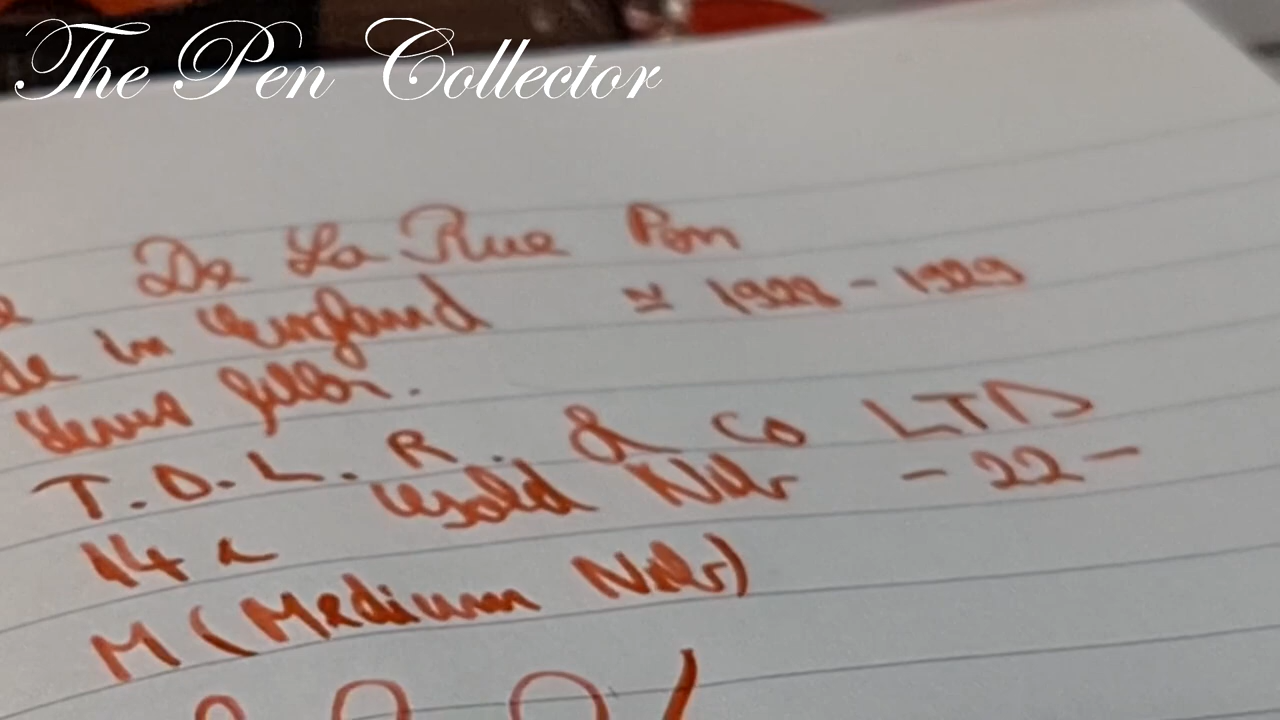 The Pen Collector
De La Rue Pen
in England ≃ 1928 - 1929
filler.
T.D.L.R. & Co LTD
14 Gold Nib - 22 -
M (Medium Nib)